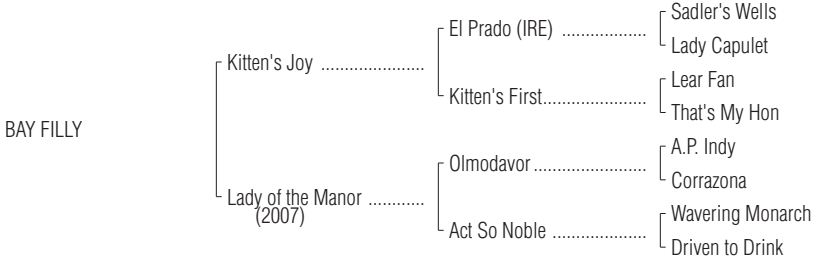 Sadler's Wells
El Prado (IRE) ..................
Lady Capulet
Kitten's Joy ......................
Lear Fan
Kitten's First......................
That's My Hon
BAY FILLY
A.P. Indy
Olmodavor........................
Corrazona
Lady of the Manor ............
(2007)
Wavering Monarch
Act So Noble ....................
Driven to Drink